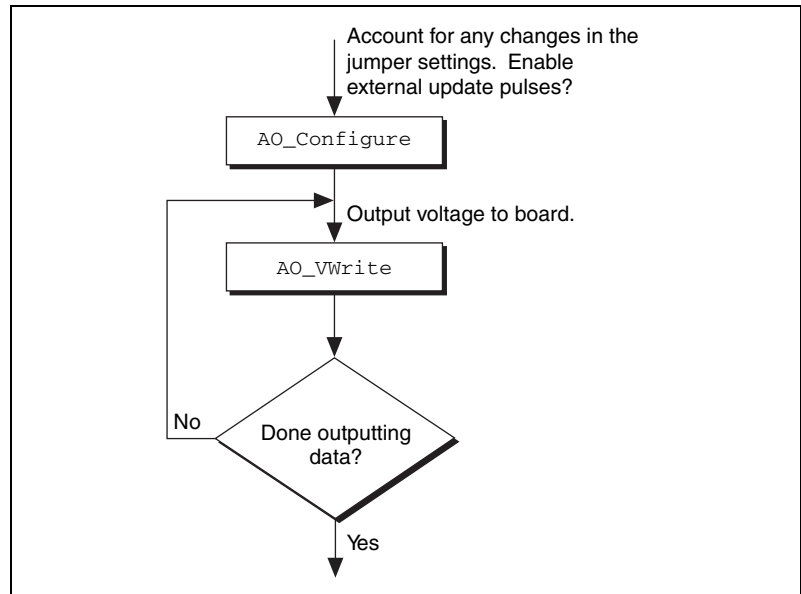 Account for any changes in the
jumper settings. Enable
external update pulses?
AO_Configure
Output voltage to board.
AO_VWrite
No
Done outputting
data?
Yes